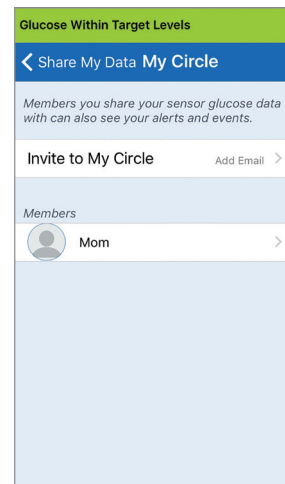 Glucose Within Target Levels
Share My Data My Circle
Members you share your sensor glucose data
with can also see your alerts and events.
Invite to My Circle Add Email
Members
Mom